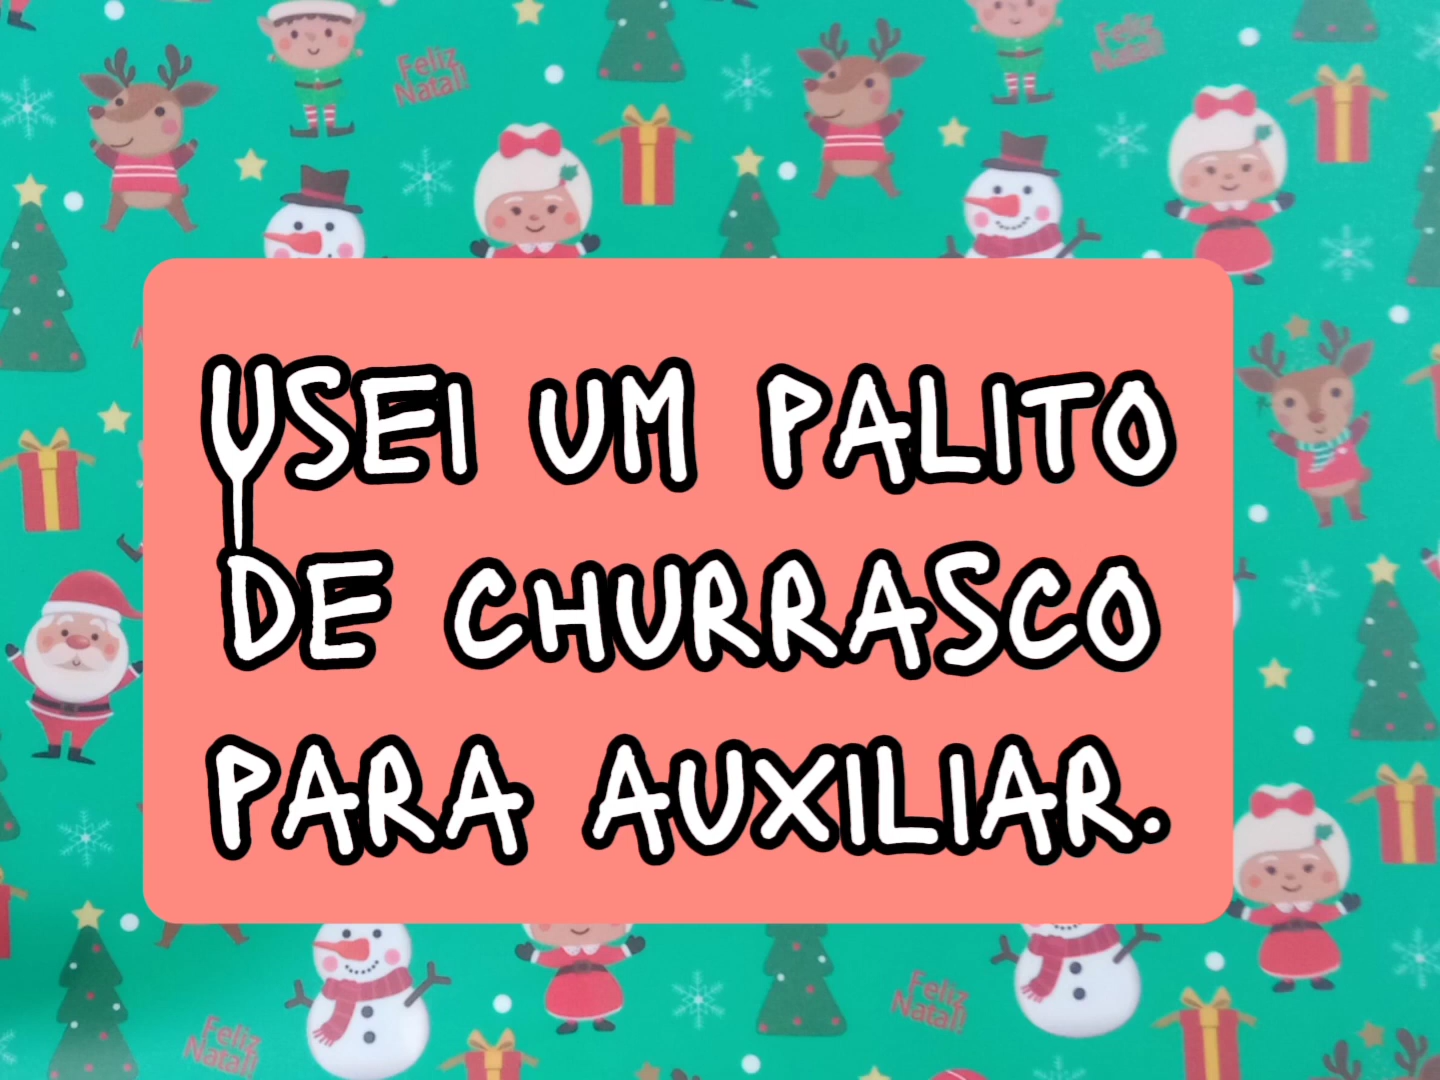 Feliz
Natal!
Feliz
Natal!
USEI UM PALITO
DE CHURRASCO
PARA AUXILIAR.
Feliz
Natal!
Feliz
Natal!